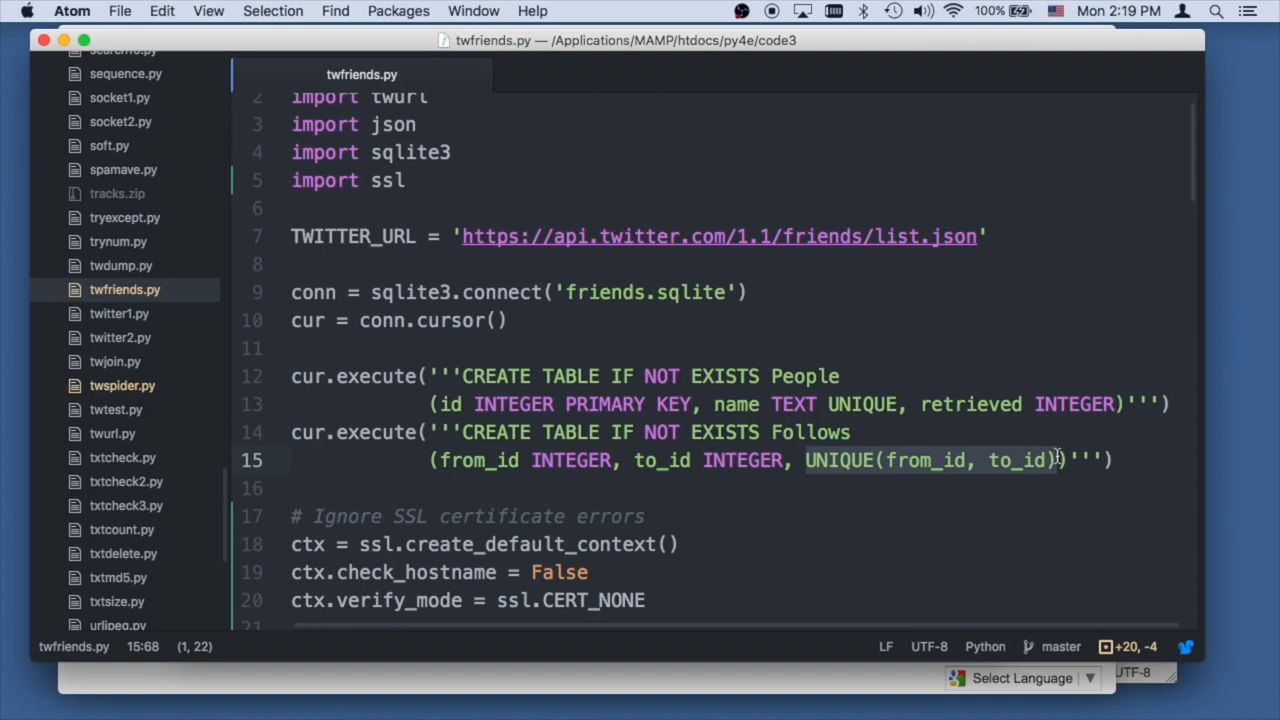 Atom File Edit View Selection Find Packages Window Help 100% Mon 2:19 PM
twfriends.py — /Applications/MAMP/htdocs/py4e/code3
twfriends.py
sequence.py
socket1.py
socket2.py
soft.py
spamave.py
tracks.zip
tryexcept.py
trynum.py
twdump.py
twfriends.py
twitter1.py
twitter2.py
twjoin.py
twspider.py
twtest.py
twurl.py
txtcheck.py
txtcheck2.py
txtcheck3.py
txtcount.py
txtdelete.py
txtmd5.py
txtsize.py
urljpeg.py
2 import twurl
3 import json
4 import sqlite3
5 import ssl
6
7 TWITTER_URL = 'https://api.twitter.com/1.1/friends/list.json'
8
9 conn = sqlite3.connect('friends.sqlite')
10 cur = conn.cursor()
11
12 cur.execute('''CREATE TABLE IF NOT EXISTS People
13 (id INTEGER PRIMARY KEY, name TEXT UNIQUE, retrieved INTEGER)''')
14 cur.execute('''CREATE TABLE IF NOT EXISTS Follows
15 (from_id INTEGER, to_id INTEGER, UNIQUE(from_id, to_id))''')
16
17 # Ignore SSL certificate errors
18 ctx = ssl.create_default_context()
19 ctx.check_hostname = False
20 ctx.verify_mode = ssl.CERT_NONE
21
twfriends.py 15:68 (1, 22) LF UTF-8 Python master +20, -4
Select Language ▼ UTF-8